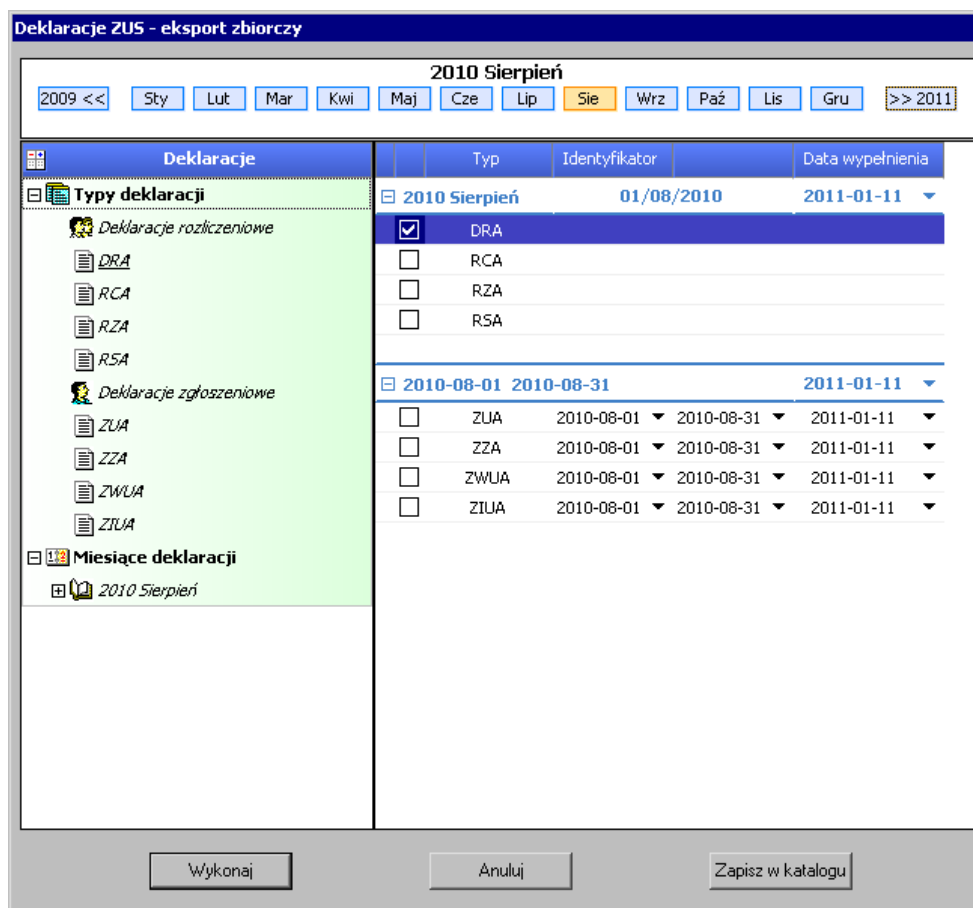 Deklaracje ZUS - eksport zbiorczy
2010 Sierpień
2009 << Sty Lut Mar Kwi Maj Cze Lip Sie Wrz Paź Lis Gru >> 2011
Deklaracje
Typy deklaracji
Deklaracje rozliczeniowe
DRA
RCA
RZA
RSA
Deklaracje zgłoszeniowe
ZUA
ZZA
ZWUA
ZIUA
Miesiące deklaracji
2010 Sierpień
Typ Identyfikator Data wypełnienia
2010 Sierpień 01/08/2010 2011-01-11
DRA
RCA
RZA
RSA
2010-08-01 2010-08-31 2011-01-11
ZUA 2010-08-01 2010-08-31 2011-01-11
ZZA 2010-08-01 2010-08-31 2011-01-11
ZWUA 2010-08-01 2010-08-31 2011-01-11
ZIUA 2010-08-01 2010-08-31 2011-01-11
Wykonaj Anuluj Zapisz w katalogu